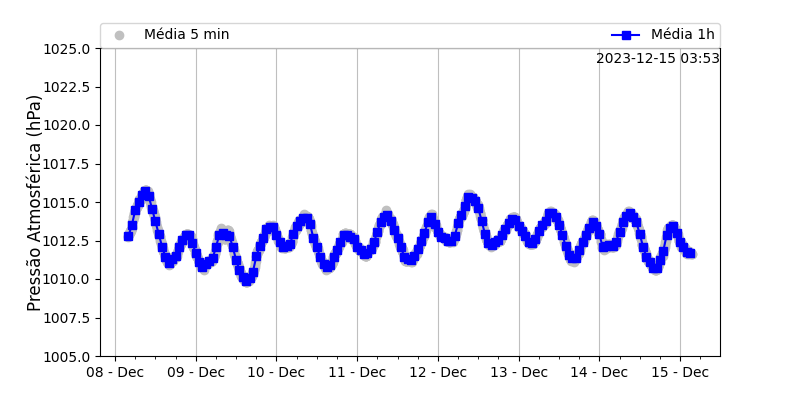 Média 5 min
Média 1h
2023-12-15 03:53
Pressão Atmosférica (hPa)
1025.0
1022.5
1020.0
1017.5
1015.0
1012.5
1010.0
1007.5
1005.0
08 - Dec
09 - Dec
10 - Dec
11 - Dec
12 - Dec
13 - Dec
14 - Dec
15 - Dec